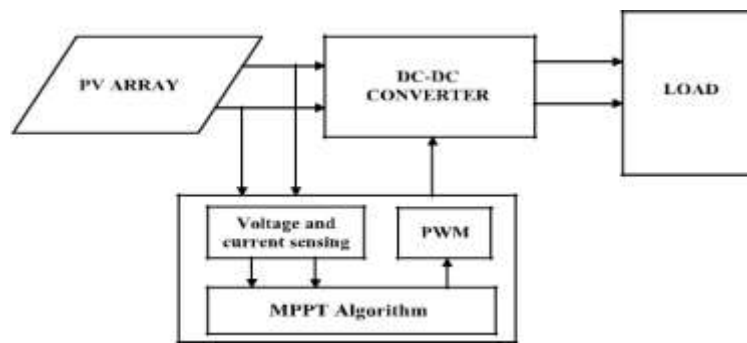 PV ARRAY
DC-DC
CONVERTER
LOAD
Voltage and
current sensing
PWM
MPPT Algorithm